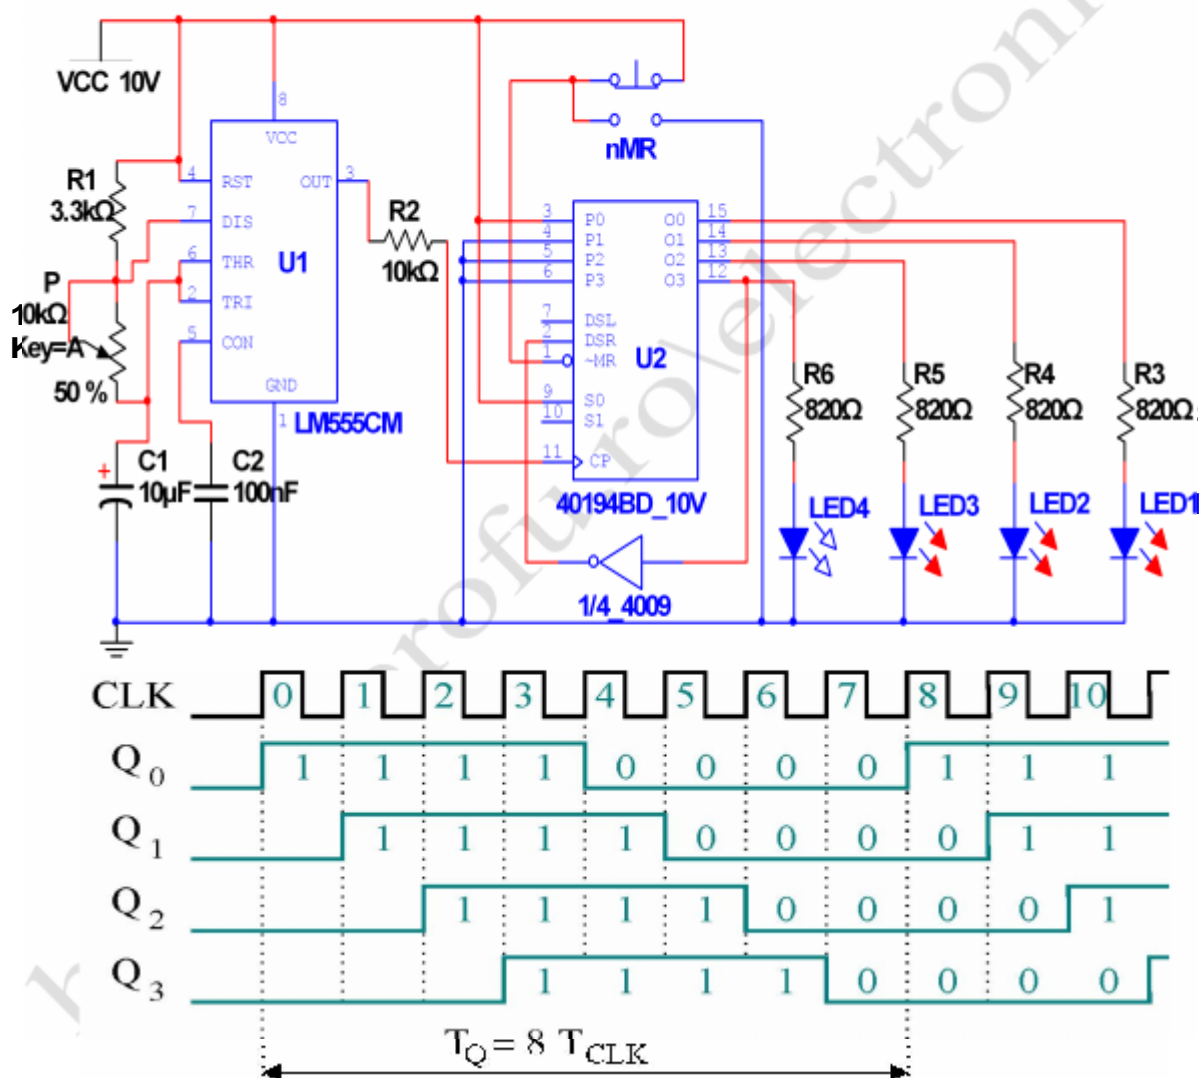 VCC 10V
8
VCC
nMR
R1
3.3kΩ
4
RST
OUT
3
7
DIS
R2
10kΩ
6
THR
U1
P
10kΩ
Key=A
50 %
2
TRI
5
CON
GND
1
LM555CM
3
P0
O0
15
4
P1
O1
14
5
P2
O2
13
6
P3
O3
12
7
DSL
2
DSR
1
~MR
U2
9
S0
10
S1
11
CP
40194BD_10V
R6
820Ω
R5
820Ω
R4
820Ω
R3
820Ω
+
C1
10µF
C2
100nF
LED4
LED3
LED2
LED1
1/4_4009
CLK 0 1 2 3 4 5 6 7 8 9 10
Q0 1 1 1 1 0 0 0 0 1 1 1
Q1 1 1 1 1 0 0 0 0 1 1
Q2 1 1 1 1 0 0 0 0 1
Q3 1 1 1 1 0 0 0 0
TQ = 8 TCLK